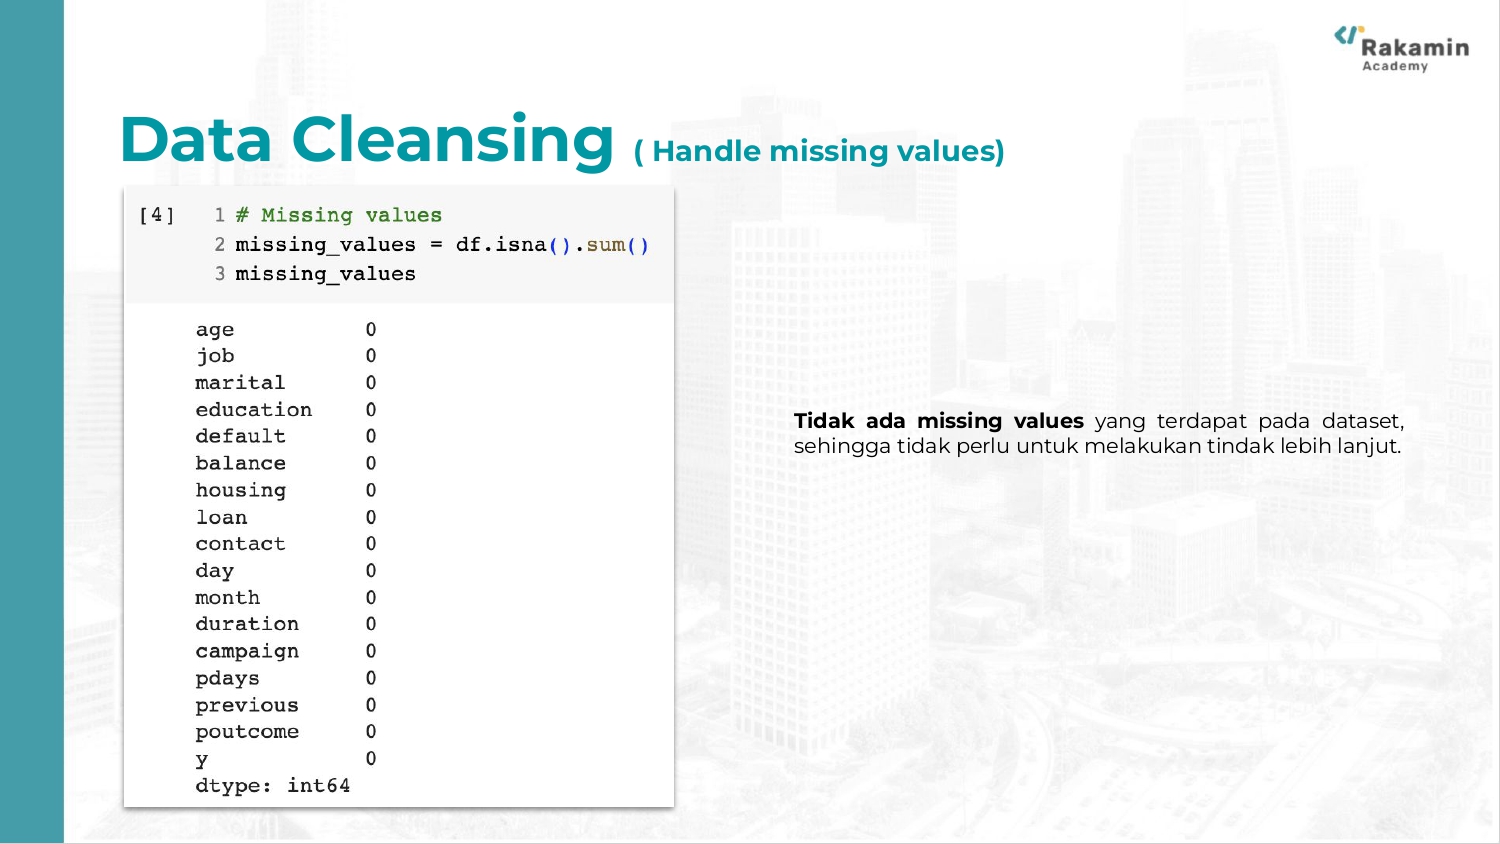 Rakamin
Academy
Data Cleansing ( Handle missing values)
[4] 1 # Missing values
2 missing_values = df.isna().sum()
3 missing_values
age 0
job 0
marital 0
education 0
default 0
balance 0
housing 0
loan 0
contact 0
day 0
month 0
duration 0
campaign 0
pdays 0
previous 0
poutcome 0
y 0
dtype: int64
Tidak ada missing values yang terdapat pada dataset,
sehingga tidak perlu untuk melakukan tindak lebih lanjut.